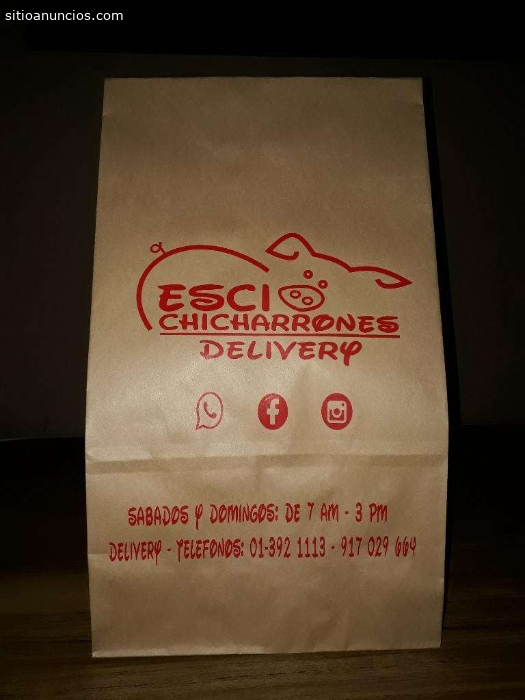 sitioanuncios.com
ESCI
CHICHARRONES
DELIVERY
SABADOS Y DOMINGOS: DE 7 AM - 3 PM
DELIVERY - TELEFONOS: 01-392 1113 - 917 029 664